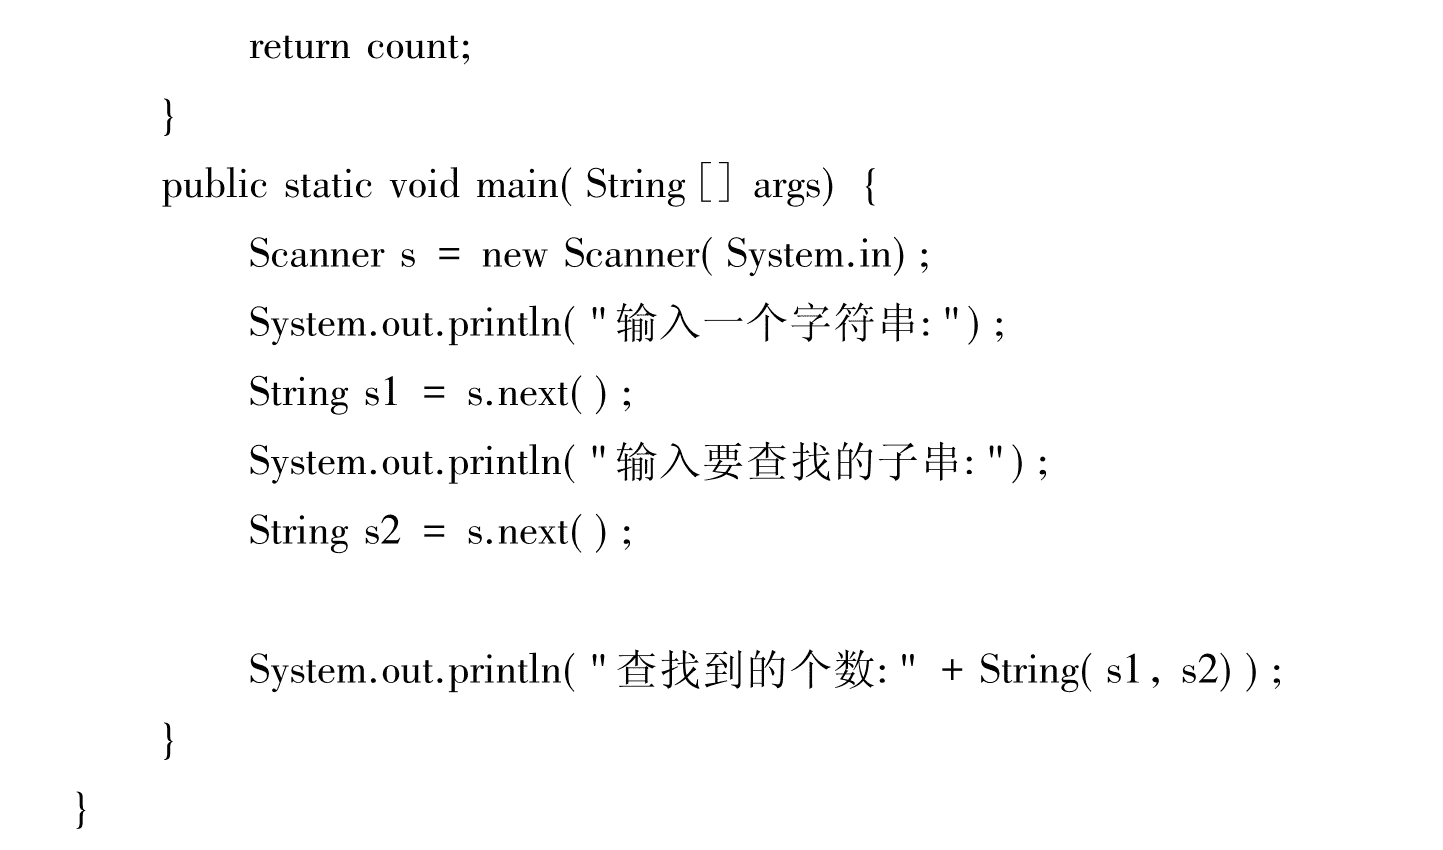 return count;
}
public static void main(String[] args) {
Scanner s = new Scanner(System.in);
System.out.println("输入一个字符串:");
String s1 = s.next();
System.out.println("输入要查找的子串:");
String s2 = s.next();
System.out.println("查找到的个数:" + String(s1, s2));
}
}